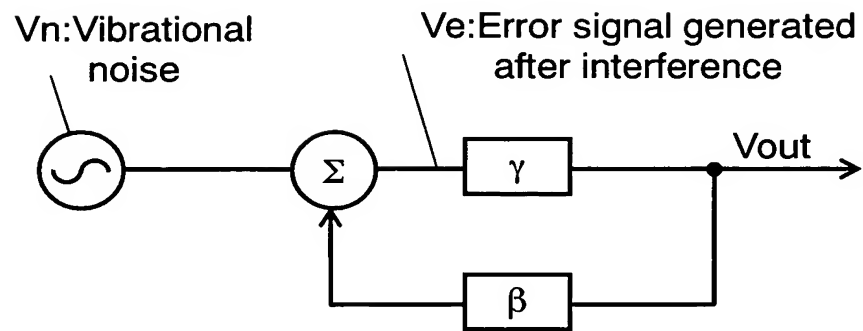 Vn:Vibrational
noise
Ve:Error signal generated
after interference
Σ
γ
Vout
β